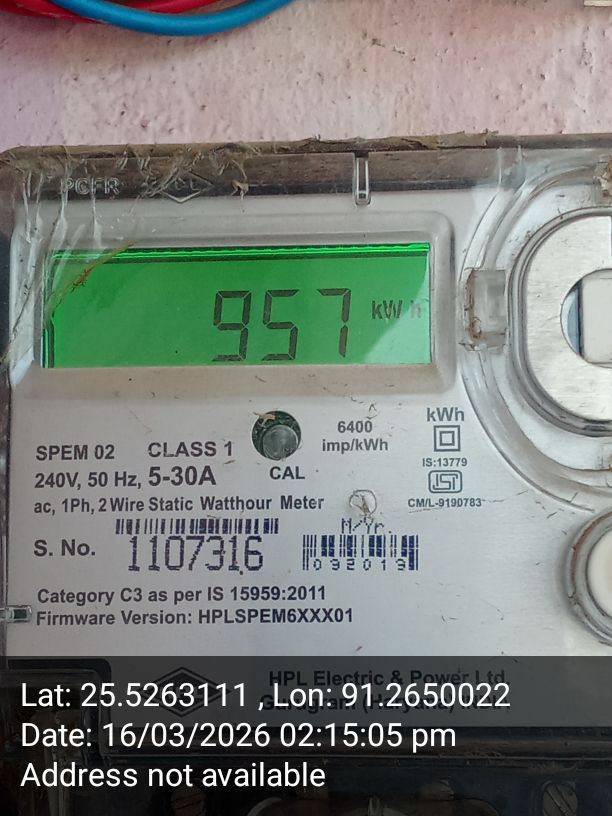 957 kWh
6400
imp/kWh
kWh
SPEM 02 CLASS 1
240V, 50 Hz, 5-30A
CAL
IS:13779
ISI
CM/L-9190783
ac, 1Ph, 2 Wire Static Watthour Meter
M/Yr
S. No. 1107316
092019
Category C3 as per IS 15959:2011
Firmware Version: HPLSPEM6XXX01
HPL Electric & Power Ltd.
Gurugram (Haryana)
Lat: 25.5263111 , Lon: 91.2650022
Date: 16/03/2026 02:15:05 pm
Address not available